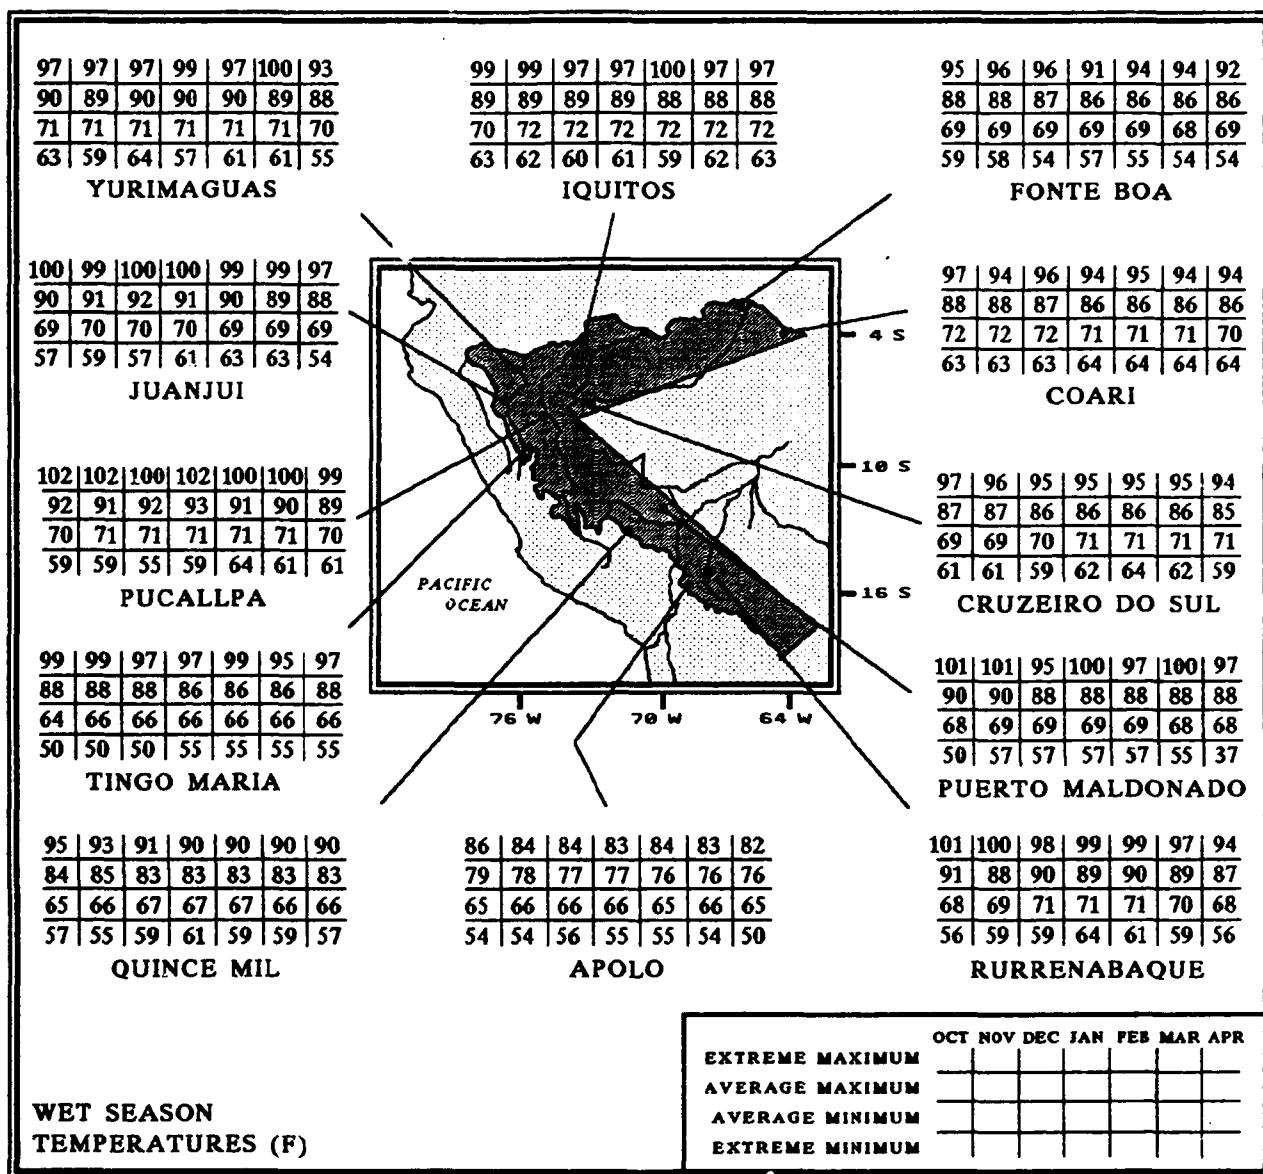 97 | 97 | 97 | 99 | 97 | 100 | 93
90 | 89 | 90 | 90 | 90 | 89 | 88
71 | 71 | 71 | 71 | 71 | 71 | 70
63 | 59 | 64 | 57 | 61 | 61 | 55
YURIMAGUAS
99 | 99 | 97 | 97 | 100 | 97 | 97
89 | 89 | 89 | 89 | 88 | 88 | 88
70 | 72 | 72 | 72 | 72 | 72 | 72
63 | 62 | 60 | 61 | 59 | 62 | 63
IQUITOS
95 | 96 | 96 | 91 | 94 | 94 | 92
88 | 88 | 87 | 86 | 86 | 86 | 86
69 | 69 | 69 | 69 | 69 | 68 | 69
59 | 58 | 54 | 57 | 55 | 54 | 54
FONTE BOA
100 | 99 | 100 | 100 | 99 | 99 | 97
90 | 91 | 92 | 91 | 90 | 89 | 88
69 | 70 | 70 | 70 | 69 | 69 | 69
57 | 59 | 57 | 61 | 63 | 63 | 54
JUANJUI
97 | 94 | 96 | 94 | 95 | 94 | 94
88 | 88 | 87 | 86 | 86 | 86 | 86
72 | 72 | 72 | 71 | 71 | 71 | 70
63 | 63 | 63 | 64 | 64 | 64 | 64
COARI
102 | 102 | 100 | 102 | 100 | 100 | 99
92 | 91 | 92 | 93 | 91 | 90 | 89
70 | 71 | 71 | 71 | 71 | 71 | 70
59 | 59 | 55 | 59 | 64 | 61 | 61
PUCALLPA
97 | 96 | 95 | 95 | 95 | 95 | 94
87 | 87 | 86 | 86 | 86 | 86 | 85
69 | 69 | 70 | 71 | 71 | 71 | 71
61 | 61 | 59 | 62 | 64 | 62 | 59
CRUZEIRO DO SUL
4 S
10 S
16 S
PACIFIC
OCEAN
76 W
70 W
64 W
99 | 99 | 97 | 97 | 99 | 95 | 97
88 | 88 | 88 | 86 | 86 | 86 | 88
64 | 66 | 66 | 66 | 66 | 66 | 66
50 | 50 | 50 | 55 | 55 | 55 | 55
TINGO MARIA
101 | 101 | 95 | 100 | 97 | 100 | 97
90 | 90 | 88 | 88 | 88 | 88 | 88
68 | 69 | 69 | 69 | 69 | 68 | 68
50 | 57 | 57 | 57 | 57 | 55 | 37
PUERTO MALDONADO
95 | 93 | 91 | 90 | 90 | 90 | 90
84 | 85 | 83 | 83 | 83 | 83 | 83
65 | 66 | 67 | 67 | 67 | 66 | 66
57 | 55 | 59 | 61 | 59 | 59 | 57
QUINCE MIL
86 | 84 | 84 | 83 | 84 | 83 | 82
79 | 78 | 77 | 77 | 76 | 76 | 76
65 | 66 | 66 | 66 | 65 | 66 | 65
54 | 54 | 56 | 55 | 55 | 54 | 50
APOLO
101 | 100 | 98 | 99 | 99 | 97 | 94
91 | 88 | 90 | 89 | 90 | 89 | 87
68 | 69 | 71 | 71 | 71 | 70 | 68
56 | 59 | 59 | 64 | 61 | 59 | 56
RURRENABAQUE
WET SEASON
TEMPERATURES (F)
OCT NOV DEC JAN FEB MAR APR
EXTREME MAXIMUM
AVERAGE MAXIMUM
AVERAGE MINIMUM
EXTREME MINIMUM